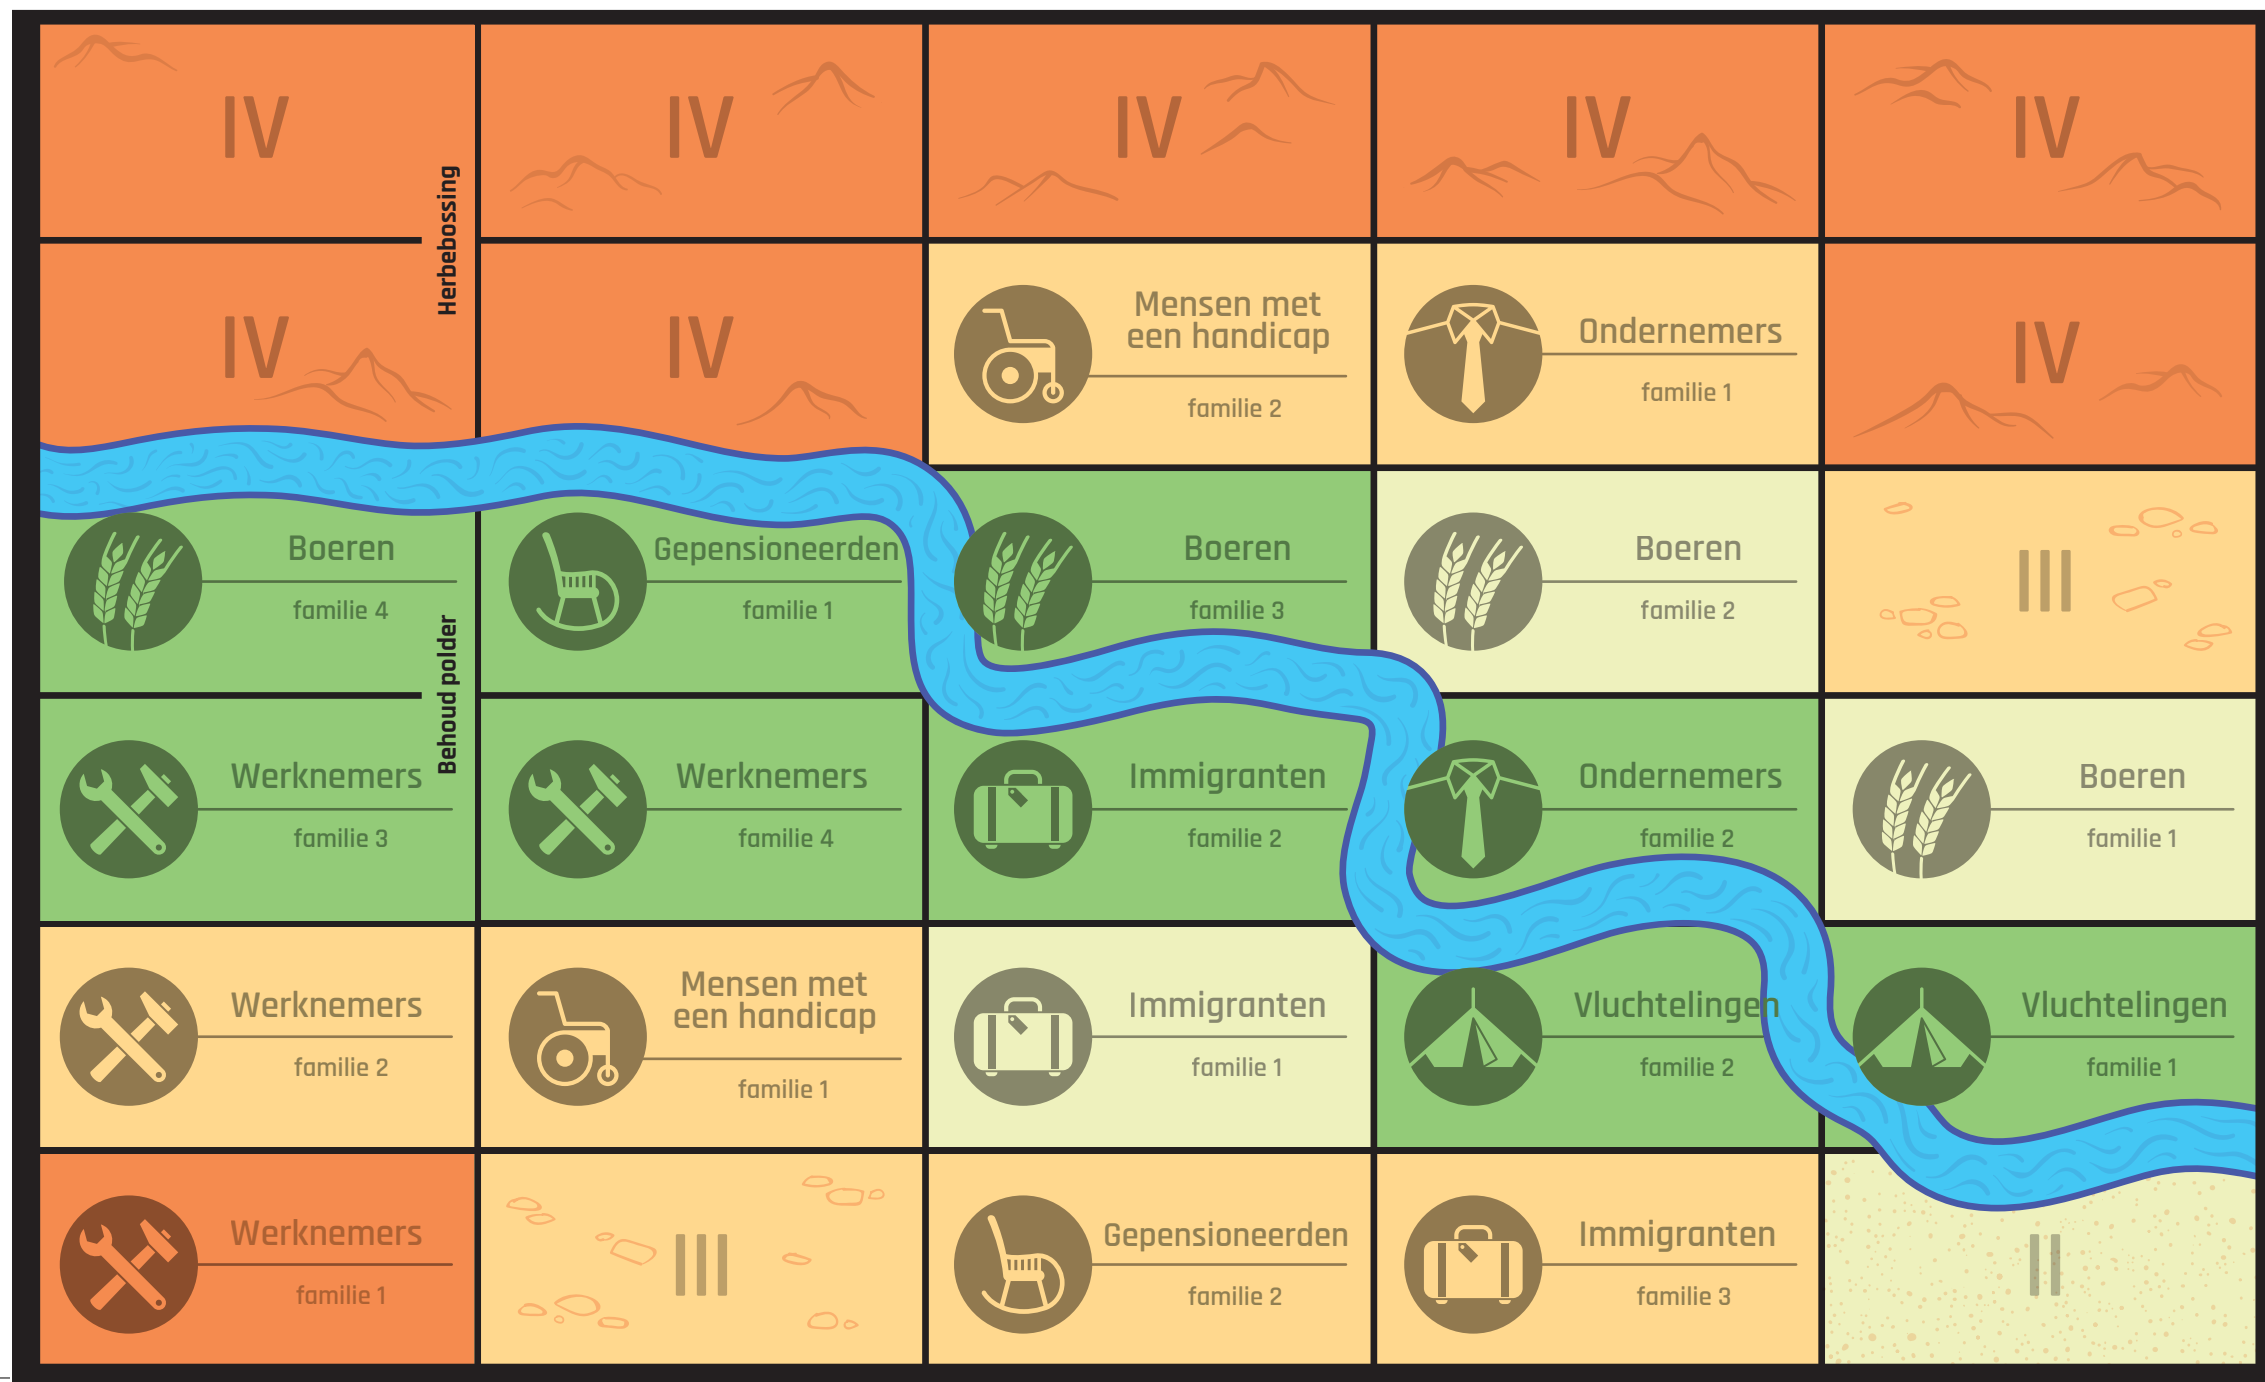 IV
IV
IV
IV
IV
Herbebossing
IV
IV
Mensen met
een handicap
familie 2
Ondernemers
familie 1
IV
Boeren
familie 4
Gepensioneerden
familie 1
Boeren
familie 3
Boeren
familie 2
III
Behoud polder
Werknemers
familie 3
Werknemers
familie 4
Immigranten
familie 2
Ondernemers
familie 2
Boeren
familie 1
Werknemers
familie 2
Mensen met
een handicap
familie 1
Immigranten
familie 1
Vluchtelingen
familie 2
Vluchtelingen
familie 1
Werknemers
familie 1
III
Gepensioneerden
familie 2
Immigranten
familie 3
II